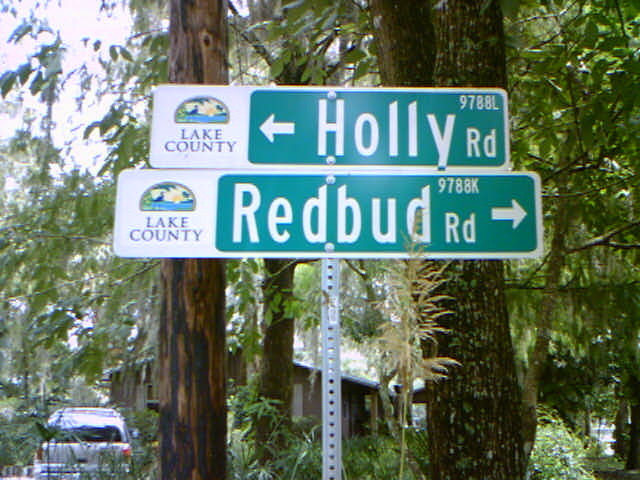 LAKE
COUNTY
Holly Rd
9788L
LAKE
COUNTY
Redbud Rd
9788K